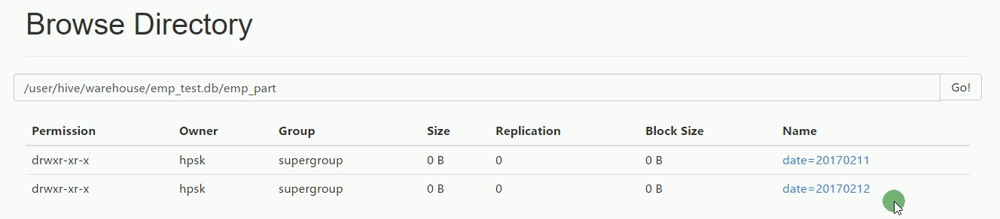 Browse Directory
/user/hive/warehouse/emp_test.db/emp_part Go!
Permission Owner Group Size Replication Block Size Name
drwxr-xr-x hpsk supergroup 0 B 0 0 B date=20170211
drwxr-xr-x hpsk supergroup 0 B 0 0 B date=20170212